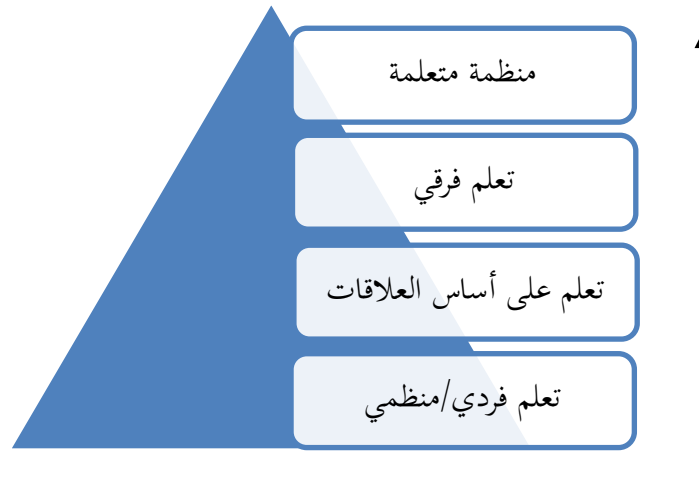 منظمة متعلمة
تعلم فرقي
تعلم على أساس العلاقات
تعلم فردي/منظمي